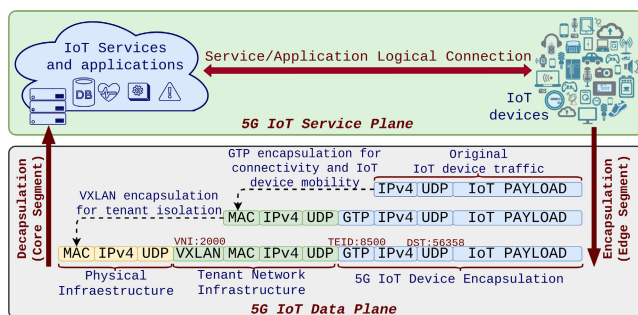 IoT Services
and applications
DB
Service/Application Logical Connection
IoT
devices
5G IoT Service Plane
Decapsulation
(Core Segment)
Encapsulation
(Edge Segment)
GTP encapsulation for
connectivity and IoT
device mobility
Original
IoT device traffic
IPv4 UDP IoT PAYLOAD
VXLAN encapsulation
for tenant isolation
MAC IPv4 UDP GTP IPv4 UDP IoT PAYLOAD
VNI:2000 TEID:8500 DST:56358
MAC IPv4 UDP VXLAN MAC IPv4 UDP GTP IPv4 UDP IoT PAYLOAD
Physical
Infraestructure
Tenant Network
Infrastructure
5G IoT Device Encapsulation
5G IoT Data Plane